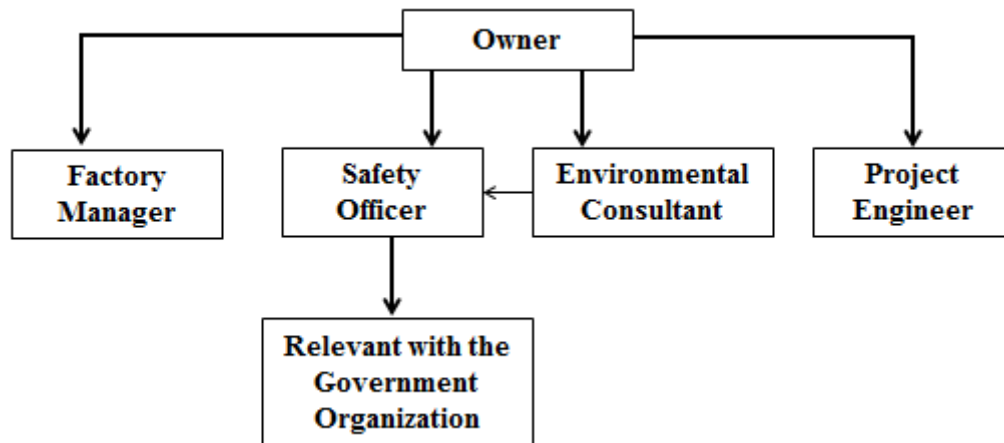 Owner
Factory
Manager
Safety
Officer
Environmental
Consultant
Project
Engineer
Relevant with the
Government
Organization